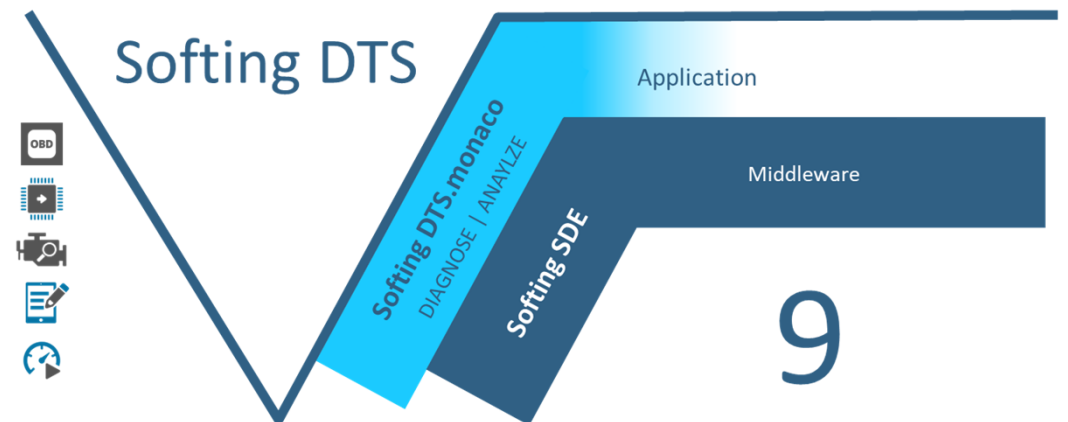 Softing DTS
OBD
Softing DTS.monaco
DIAGNOSE | ANAYLZE
Application
Softing SDE
Middleware
9